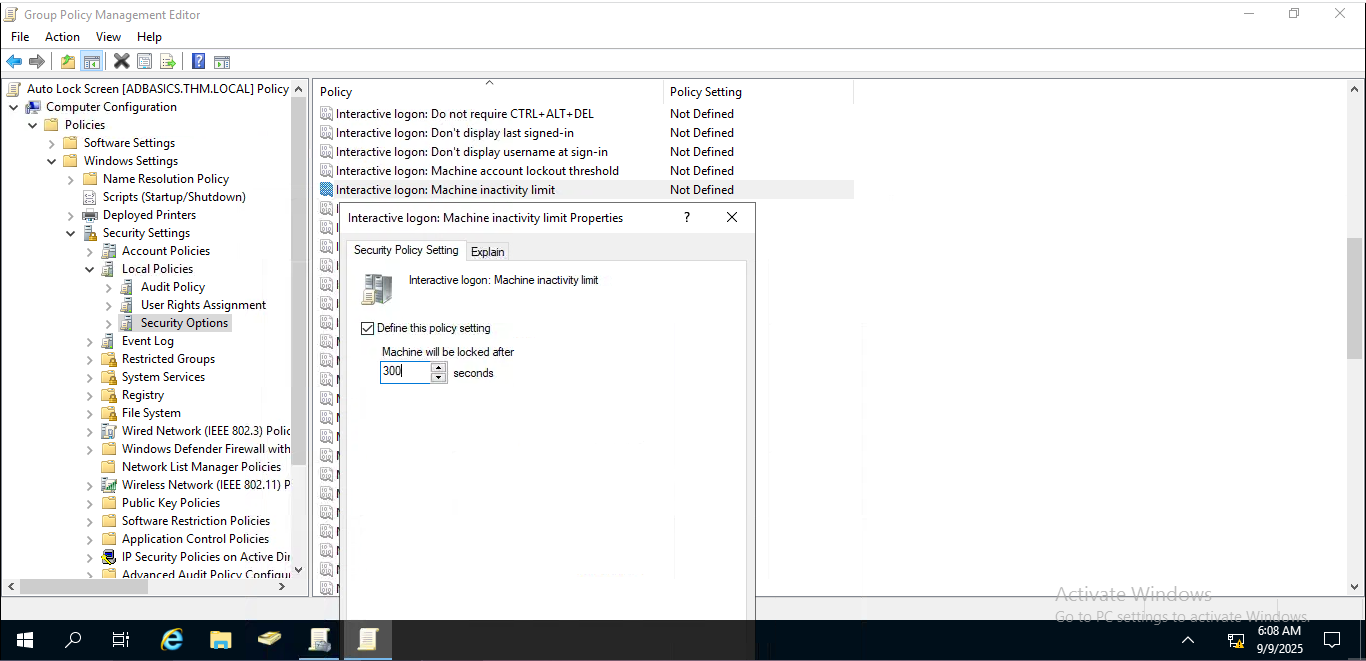 Group Policy Management Editor
File Action View Help
Auto Lock Screen [ADBASICS.THM.LOCAL] Policy
Computer Configuration
Policies
Software Settings
Windows Settings
Name Resolution Policy
Scripts (Startup/Shutdown)
Deployed Printers
Security Settings
Account Policies
Local Policies
Audit Policy
User Rights Assignment
Security Options
Event Log
Restricted Groups
System Services
Registry
File System
Wired Network (IEEE 802.3) Polic
Windows Defender Firewall with
Network List Manager Policies
Wireless Network (IEEE 802.11) P
Public Key Policies
Software Restriction Policies
Application Control Policies
IP Security Policies on Active Dir
Advanced Audit Policy Configu
Policy Policy Setting
Interactive logon: Do not require CTRL+ALT+DEL Not Defined
Interactive logon: Don't display last signed-in Not Defined
Interactive logon: Don't display username at sign-in Not Defined
Interactive logon: Machine account lockout threshold Not Defined
Interactive logon: Machine inactivity limit Not Defined
Interactive logon: Machine inactivity limit Properties ?
Security Policy Setting Explain
Interactive logon: Machine inactivity limit
Define this policy setting
Machine will be locked after
300 seconds
Activate Windows
Go to PC settings to activate Windows.
6:08 AM
9/9/2025